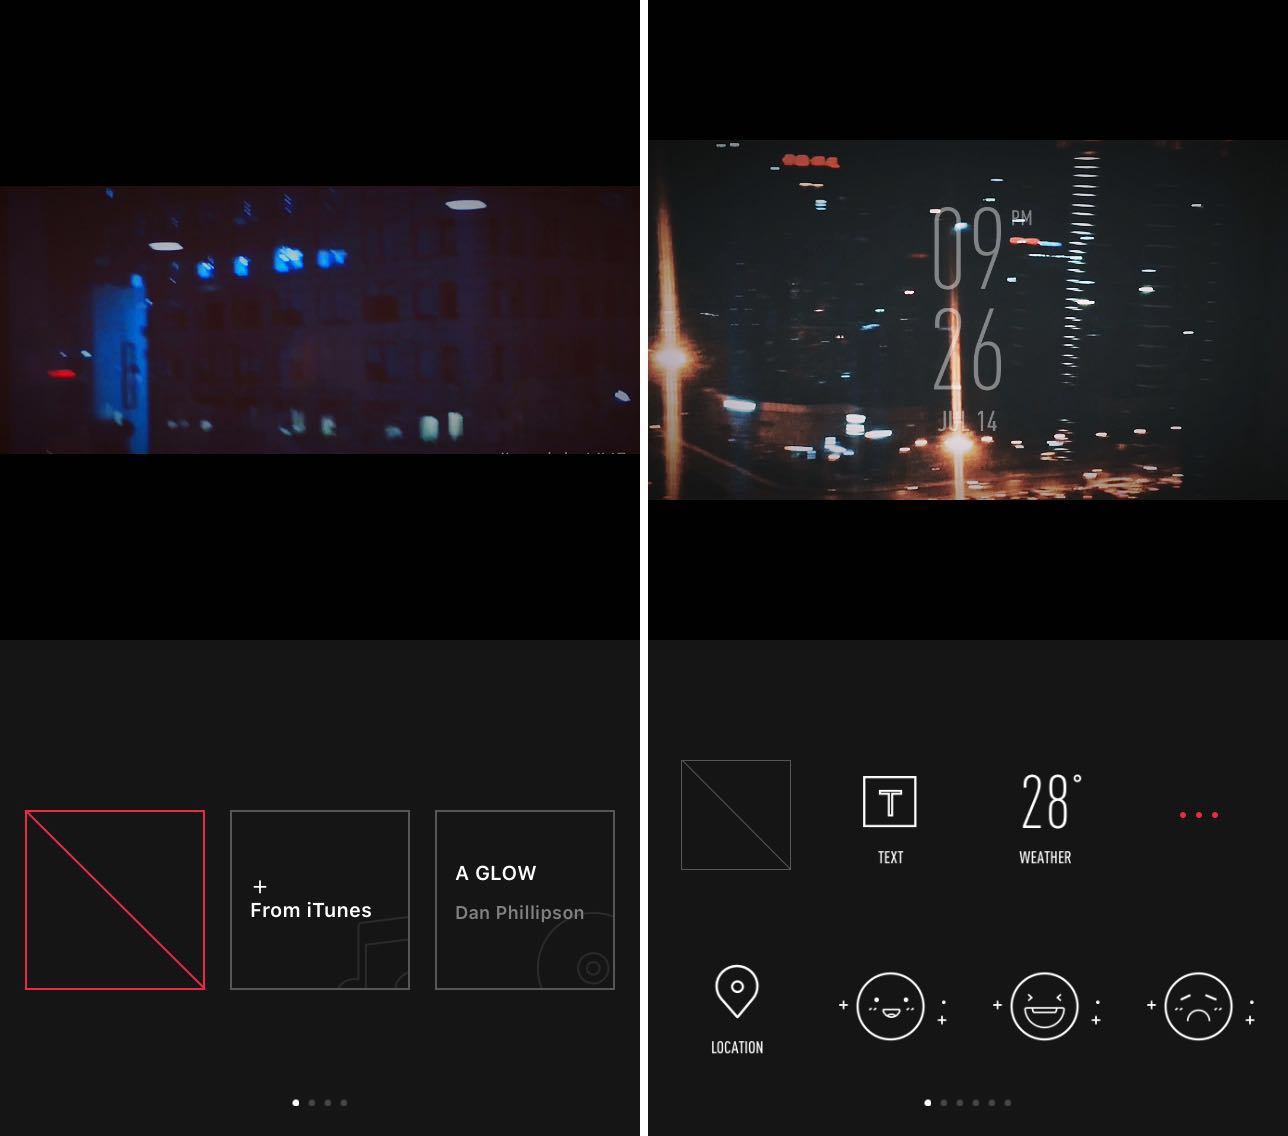 +
From iTunes
A GLOW
Dan Phillipson
09 PM
26
JUL 14
T
TEXT
28°
WEATHER
LOCATION